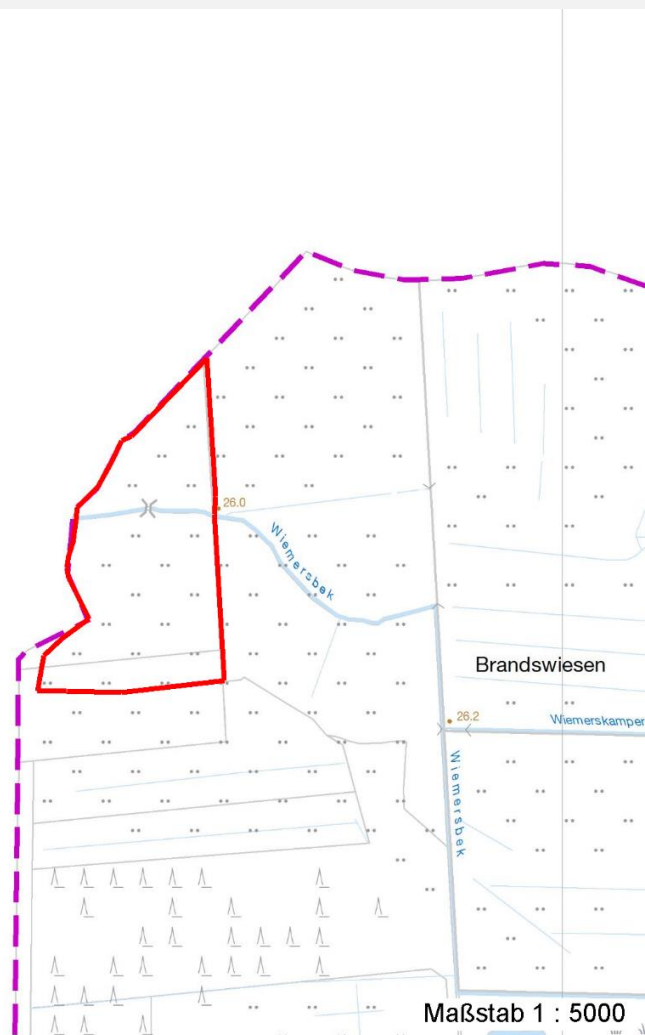 26.0
Wiemersbek
Brandswiesen
26.2
Wiemerskamper
Wiemersbek
Maßstab 1 : 5000